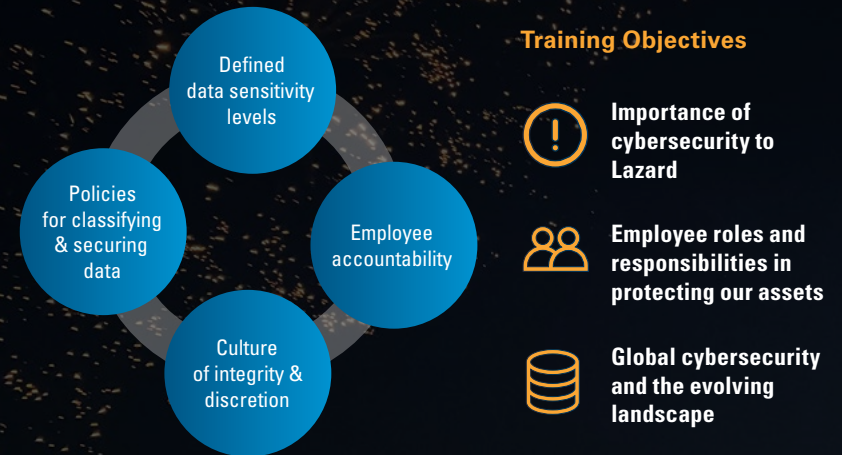 Defined
data sensitivity
levels
Policies
for classifying
& securing
data
Employee
accountability
Culture
of integrity &
discretion
Training Objectives
Importance of
cybersecurity to
Lazard
Employee roles and
responsibilities in
protecting our assets
Global cybersecurity
and the evolving
landscape